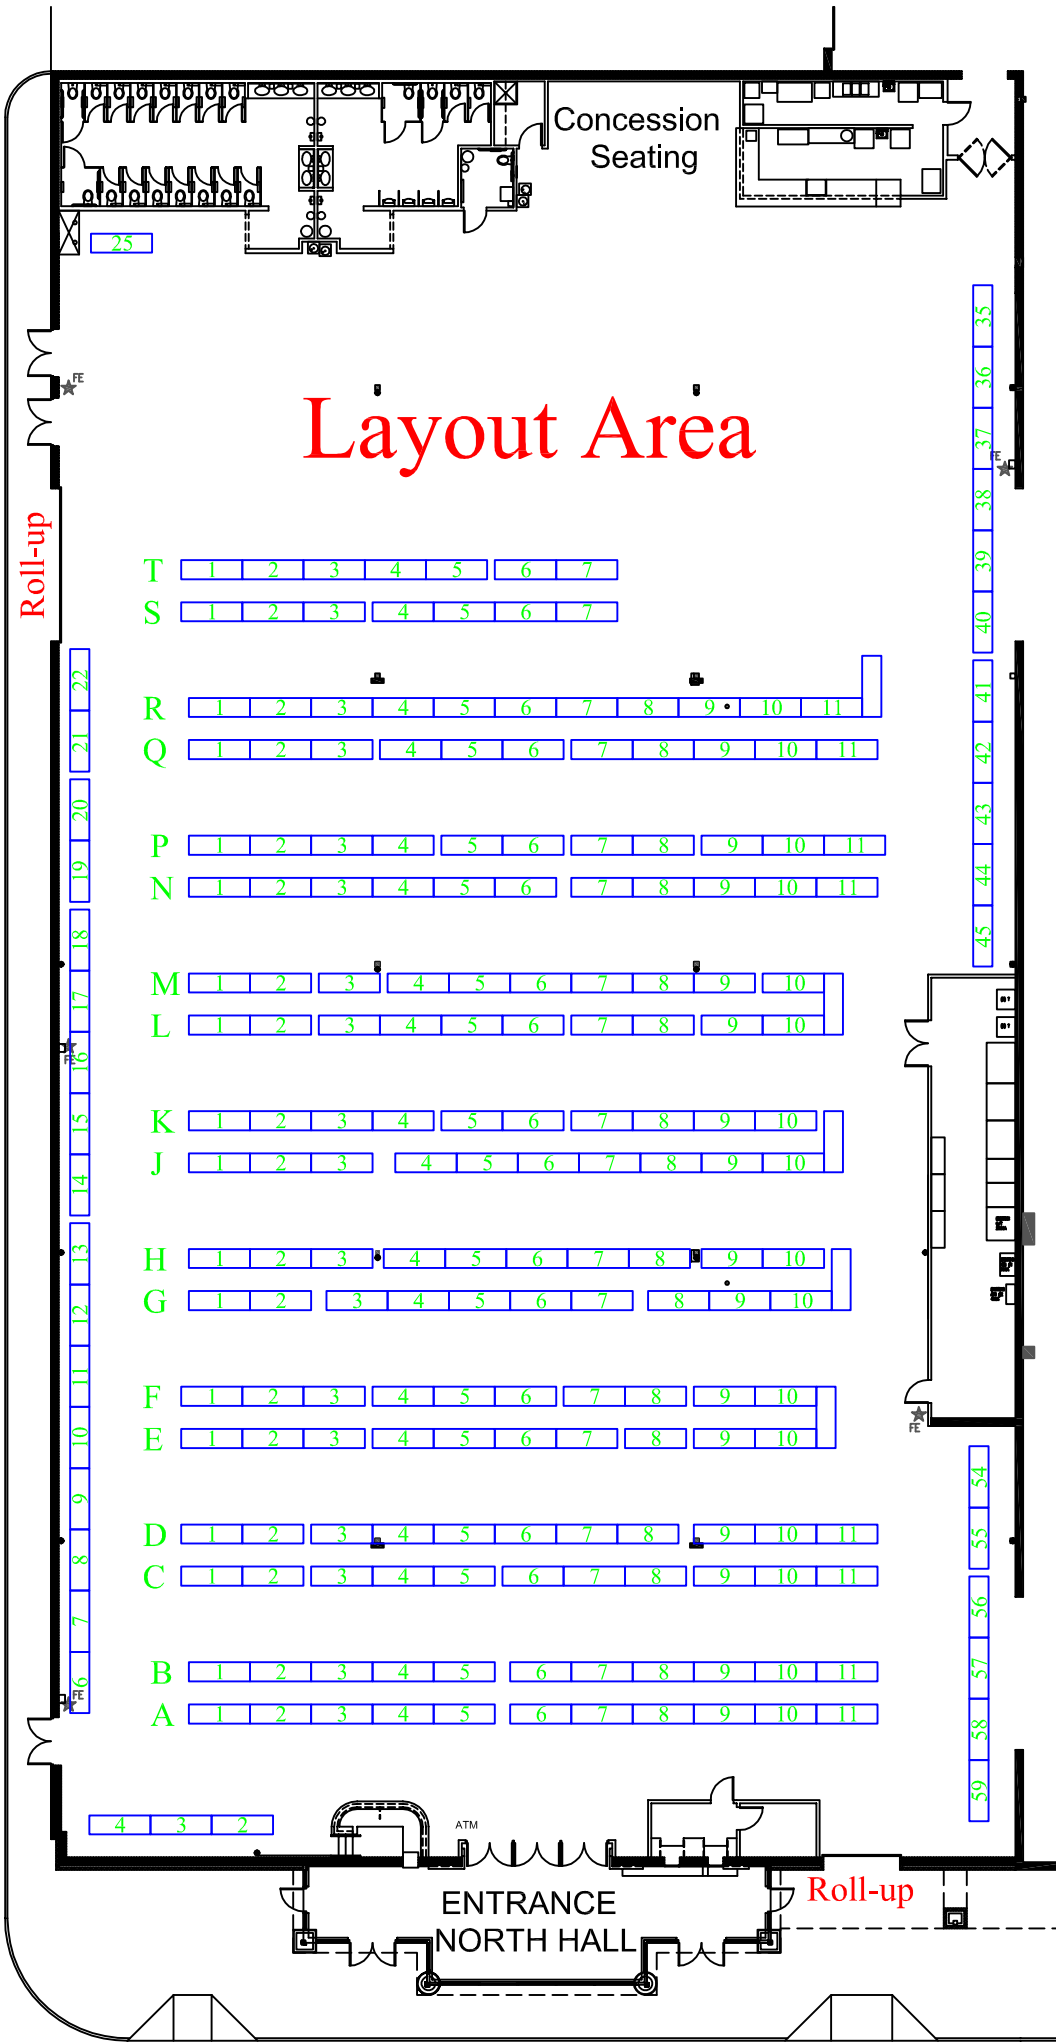 Concession
Seating
25
35
36
37
38
39
40
FE
FE
Layout Area
Roll-up
T 1 2 3 4 5 6 7
S 1 2 3 4 5 6 7
22
21
20
19
18
17
16
15
14
13
12
11
10
9
8
7
6
FE
FE
41
42
43
44
45
R 1 2 3 4 5 6 7 8 9 10 11
Q 1 2 3 4 5 6 7 8 9 10 11
P 1 2 3 4 5 6 7 8 9 10 11
N 1 2 3 4 5 6 7 8 9 10 11
M 1 2 3 4 5 6 7 8 9 10
L 1 2 3 4 5 6 7 8 9 10
K 1 2 3 4 5 6 7 8 9 10
J 1 2 3 4 5 6 7 8 9 10
H 1 2 3 4 5 6 7 8 9 10
G 1 2 3 4 5 6 7 8 9 10
F 1 2 3 4 5 6 7 8 9 10
E 1 2 3 4 5 6 7 8 9 10
FE
D 1 2 3 4 5 6 7 8 9 10 11
C 1 2 3 4 5 6 7 8 9 10 11
B 1 2 3 4 5 6 7 8 9 10 11
A 1 2 3 4 5 6 7 8 9 10 11
54
55
56
57
58
59
4 3 2
ATM
ENTRANCE
NORTH HALL
Roll-up